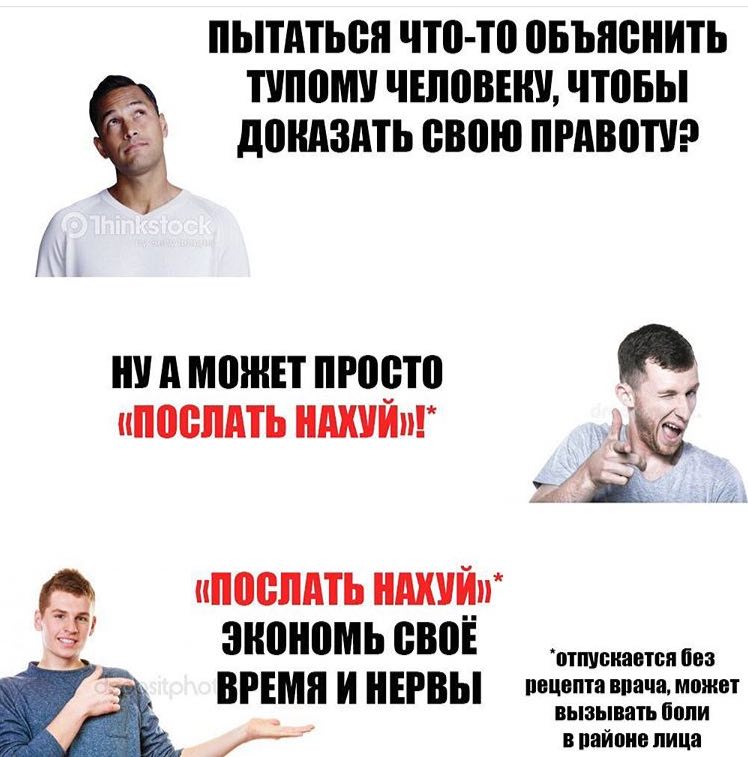 ПЫТАТЬСЯ ЧТО-ТО ОБЪЯСНИТЬ
ТУПОМУ ЧЕЛОВЕКУ, ЧТОБЫ
ДОКАЗАТЬ СВОЮ ПРАВОТУ?
Thinkstock
НУ А МОЖЕТ ПРОСТО
«ПОСЛАТЬ НАХУЙ»!*
«ПОСЛАТЬ НАХУЙ»*
ЭКОНОМЬ СВОЁ
ВРЕМЯ И НЕРВЫ
*отпускается без
рецепта врача, может
вызывать боли
в районе лица